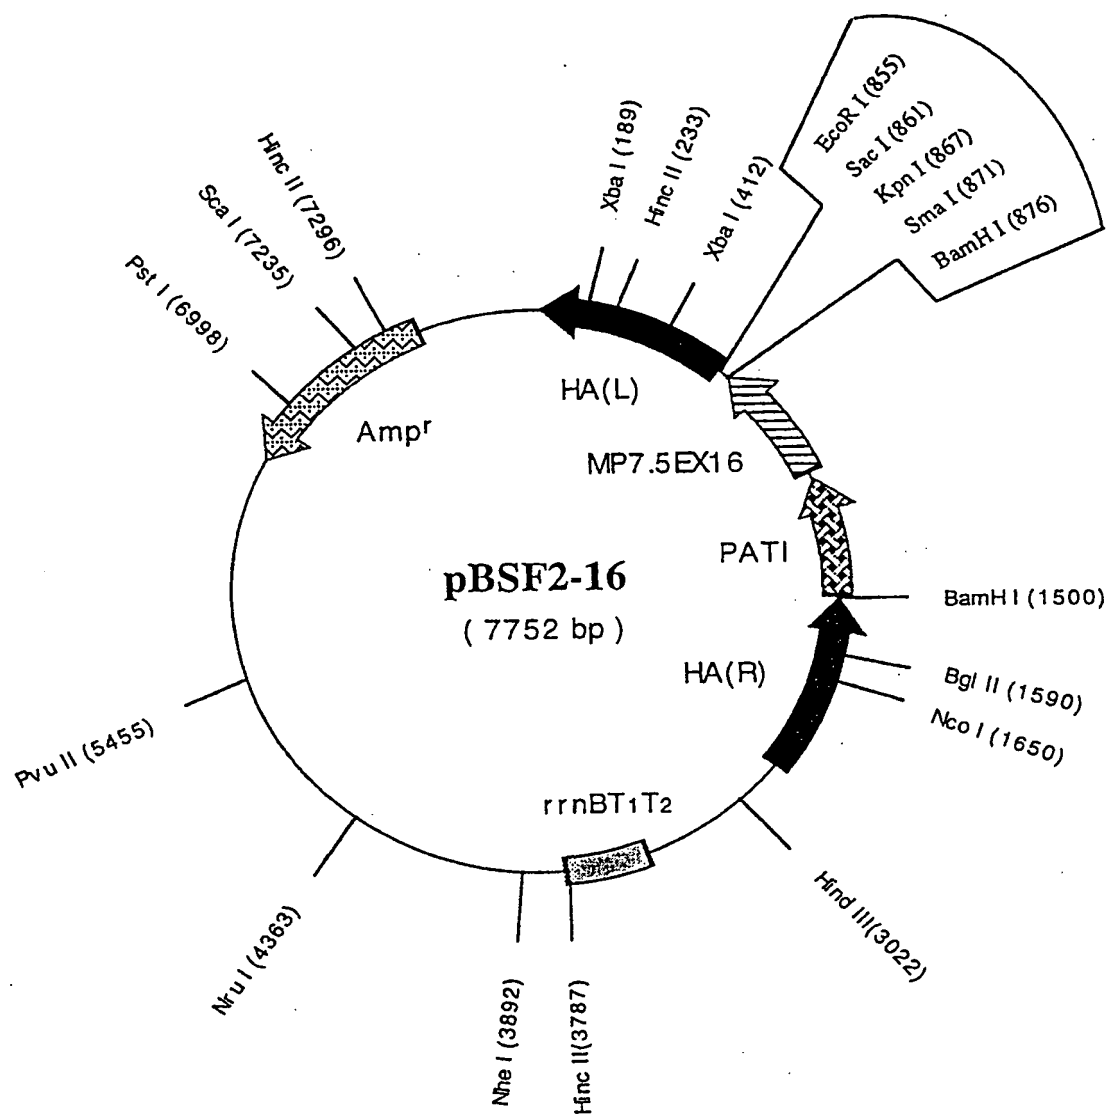 EcoR I (855)
Sac I (861)
Kpn I (867)
Sma I (871)
BamH I (876)
Xba I (189)
Hinc II (233)
Xba I (412)
Hinc II (7296)
Sca I (7235)
Pst I (6998)
HA(L)
Ampr
MP7.5EX16
PATI
pBSF2-16
( 7752 bp )
BamH I (1500)
HA(R)
Bgl II (1590)
Nco I (1650)
Pvu II (5455)
rrnBT1T2
Hind III(3022)
Nru I (4363)
Nhe I (3892)
Hinc II(3787)